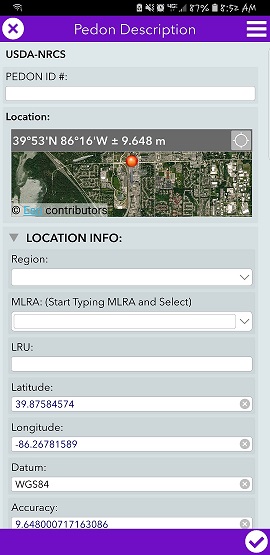 87% 8:52 AM
Pedon Description
USDA-NRCS
PEDON ID #:
Location:
39°53'N 86°16'W ± 9.648 m
© Esri contributors
LOCATION INFO:
Region:
MLRA: (Start Typing MLRA and Select)
LRU:
Latitude:
39.87584574
Longitude:
-86.26781589
Datum:
WGS84
Accuracy:
9.648000717163086